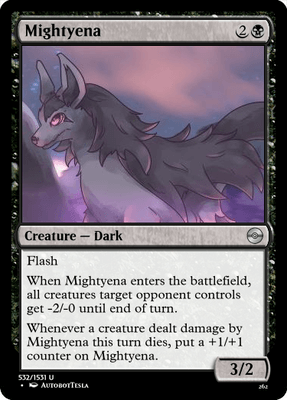 Mightyena 2
Creature — Dark
Flash
When Mightyena enters the battlefield,
all creatures target opponent controls
get -2/-0 until end of turn.
Whenever a creature dealt damage by
Mightyena this turn dies, put a +1/+1
counter on Mightyena.
3/2
532/1531 U
• AutobotTesla
262